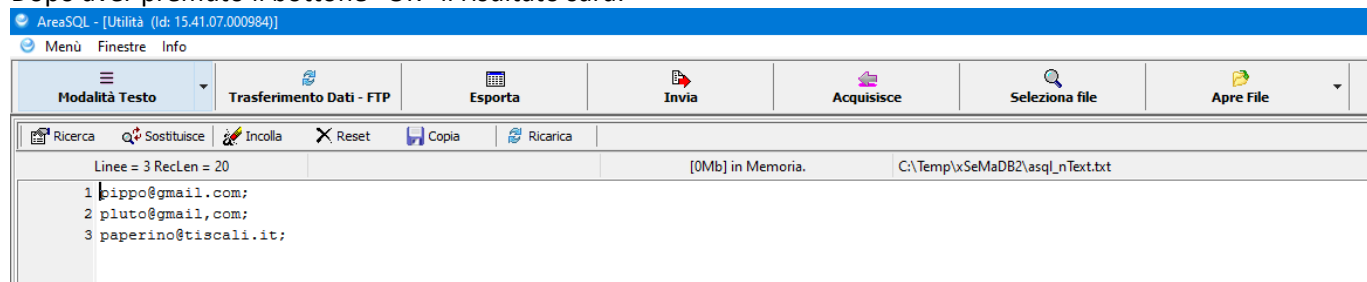 Dopo aver premuto il bottone "OK" il risultato sarà:
AreaSQL - [Utilità (Id: 15.41.07.000984)]
Menù Finestre Info
Modalità Testo Trasferimento Dati - FTP Esporta Invia Acquisisce Seleziona file Apre File
Ricerca Sostituisce Incolla Reset Copia Ricarica
Linee = 3 RecLen = 20 [0Mb] in Memoria. C:\Temp\xSeMaDB2\asql_nText.txt
1 pippo@gmail.com;
2 pluto@gmail,com;
3 paperino@tiscali.it;